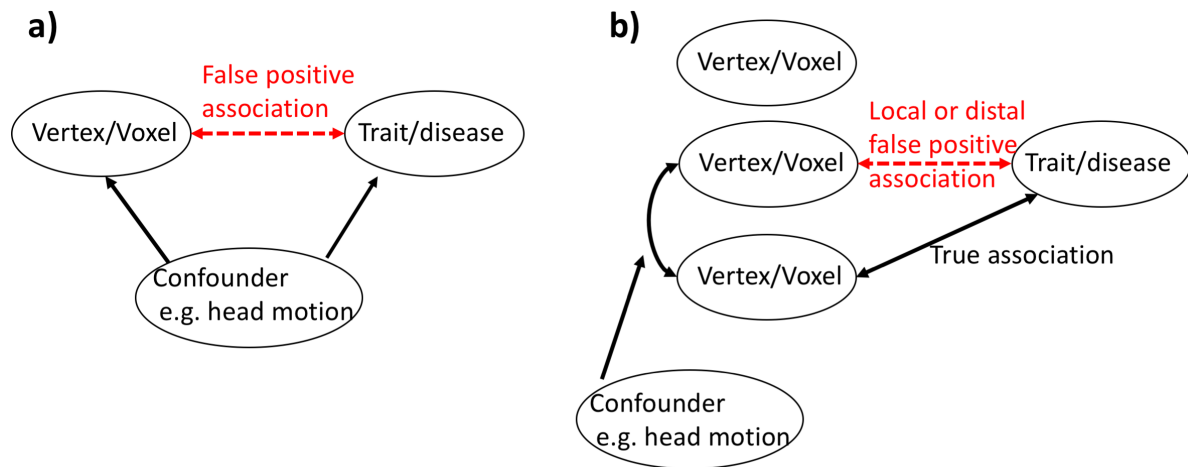 a)
False positive
association
Vertex/Voxel
Trait/disease
Confounder
e.g. head motion
b)
Vertex/Voxel
Local or distal
false positive
association
Vertex/Voxel
Trait/disease
Vertex/Voxel
True association
Confounder
e.g. head motion